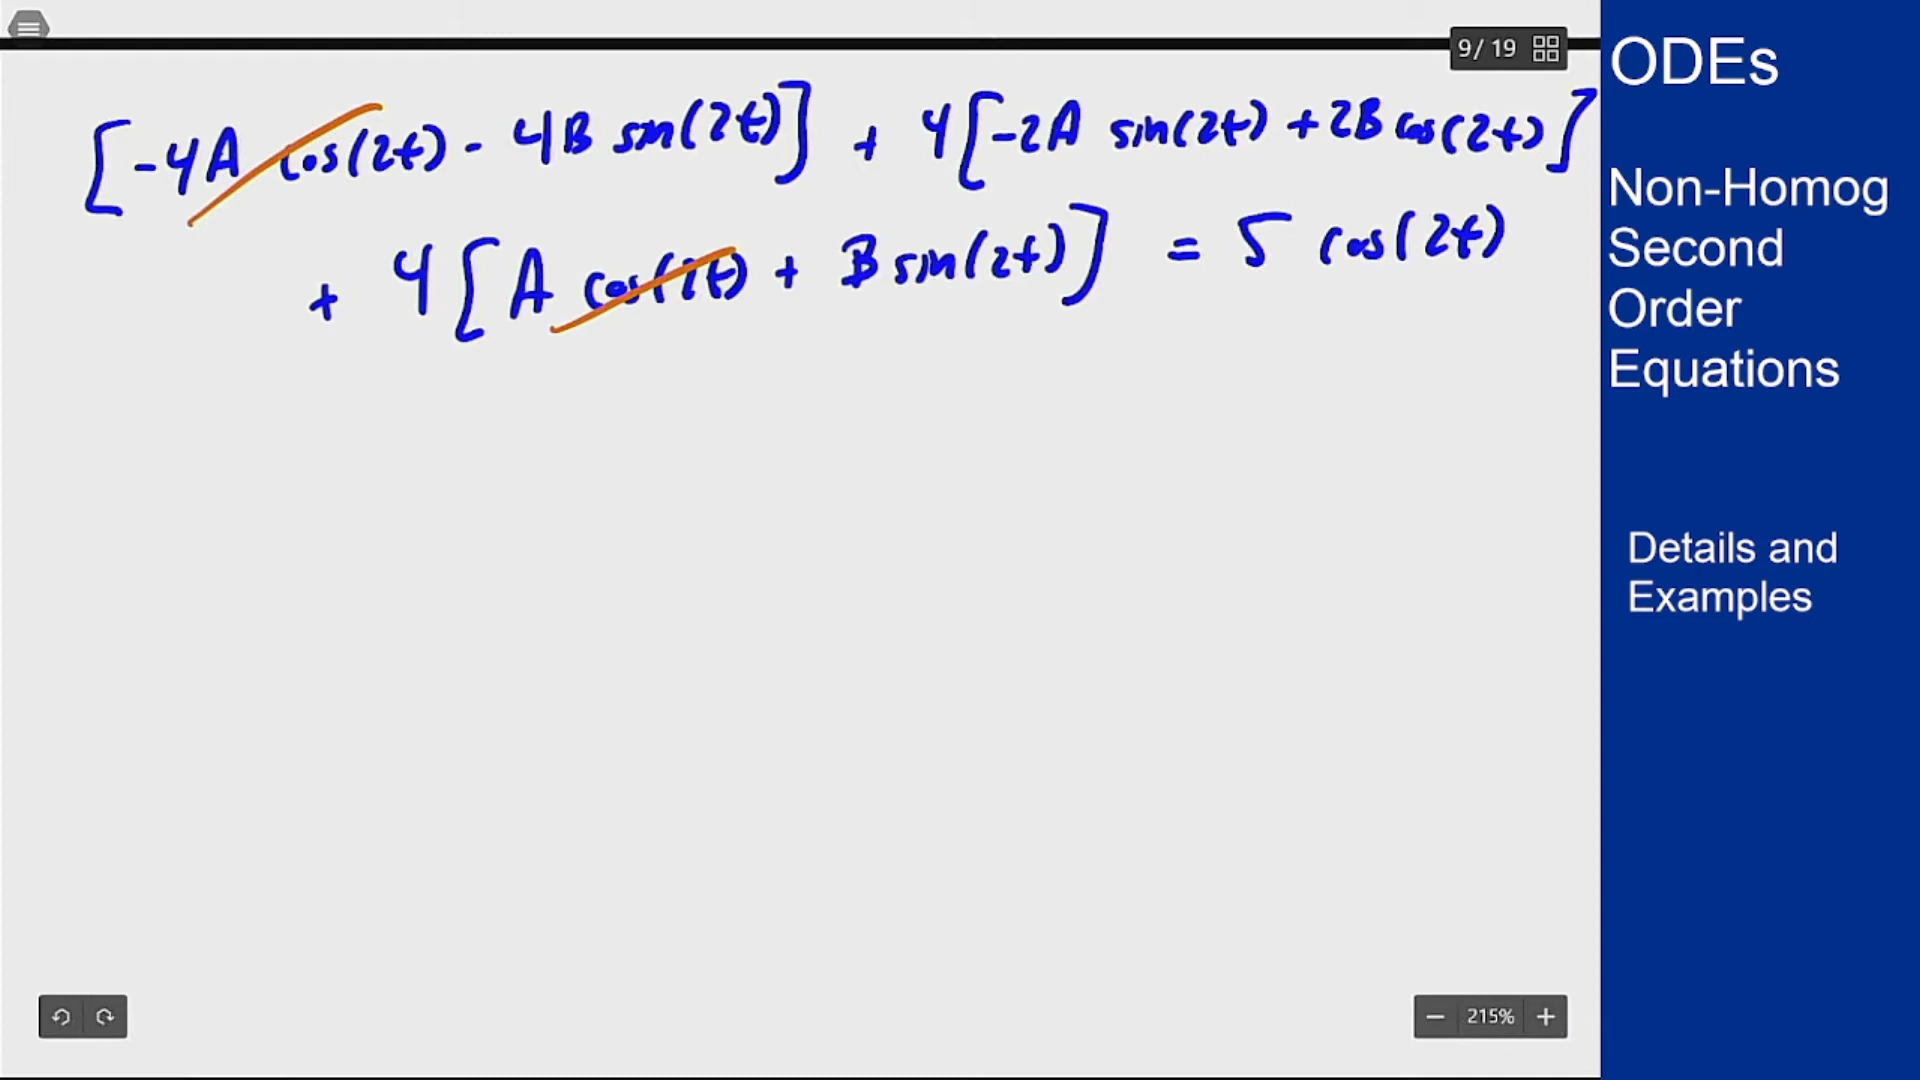 9/ 19
[-4A cos(2t) - 4B sin(2t)] + 4[-2A sin(2t) + 2B cos(2t)]
+ 4[A cos(2t) + B sin(2t)] = 5 cos(2t)
ODEs
Non-Homog
Second
Order
Equations
Details and
Examples
215%